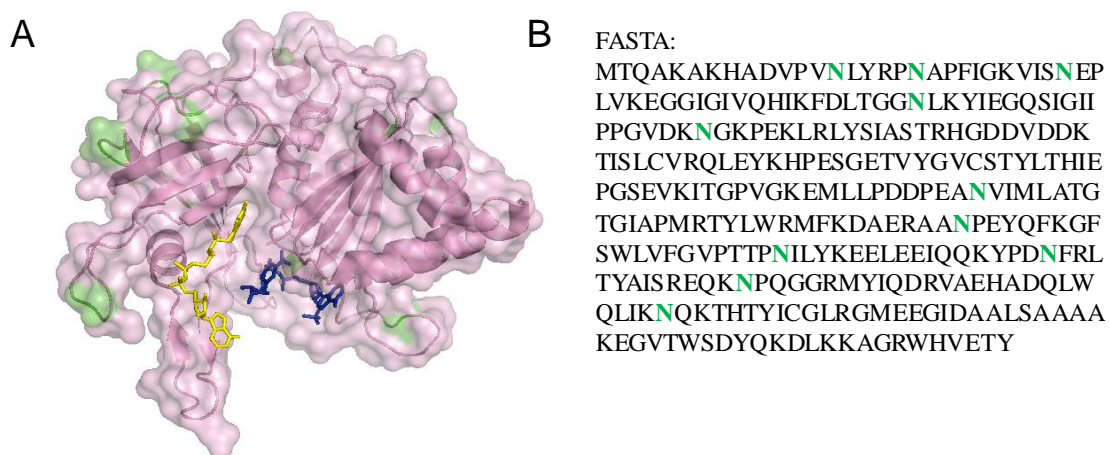 A
B
FASTA:
MTQAKAKHADVPVNLYRPNAPFIGKVISNEP
LVKEGGIGIVQHIKFDLTGGNLKYIEGQSIGII
PPGVDKNGKPEKLRLYSIASTRHGDDVDDK
TISLCVRQLEYKHPESGETVYGVCSTYLTHIE
PGSEVKITGPVGKEMLLPDDPEANVIMLATG
TGIAPMRTYLWRMFKDAERAANPEYQFKGF
SWLVFGVPTTPNILYKEELEEIQQKYPDNFRL
TYAISREQKNPQGGRMYIQDRVAEHADQLW
QLIKNQKTHTYICGLRGMEEGIDAALSAAAA
KEGVTWSDYQKDLKKAGRWHVETY